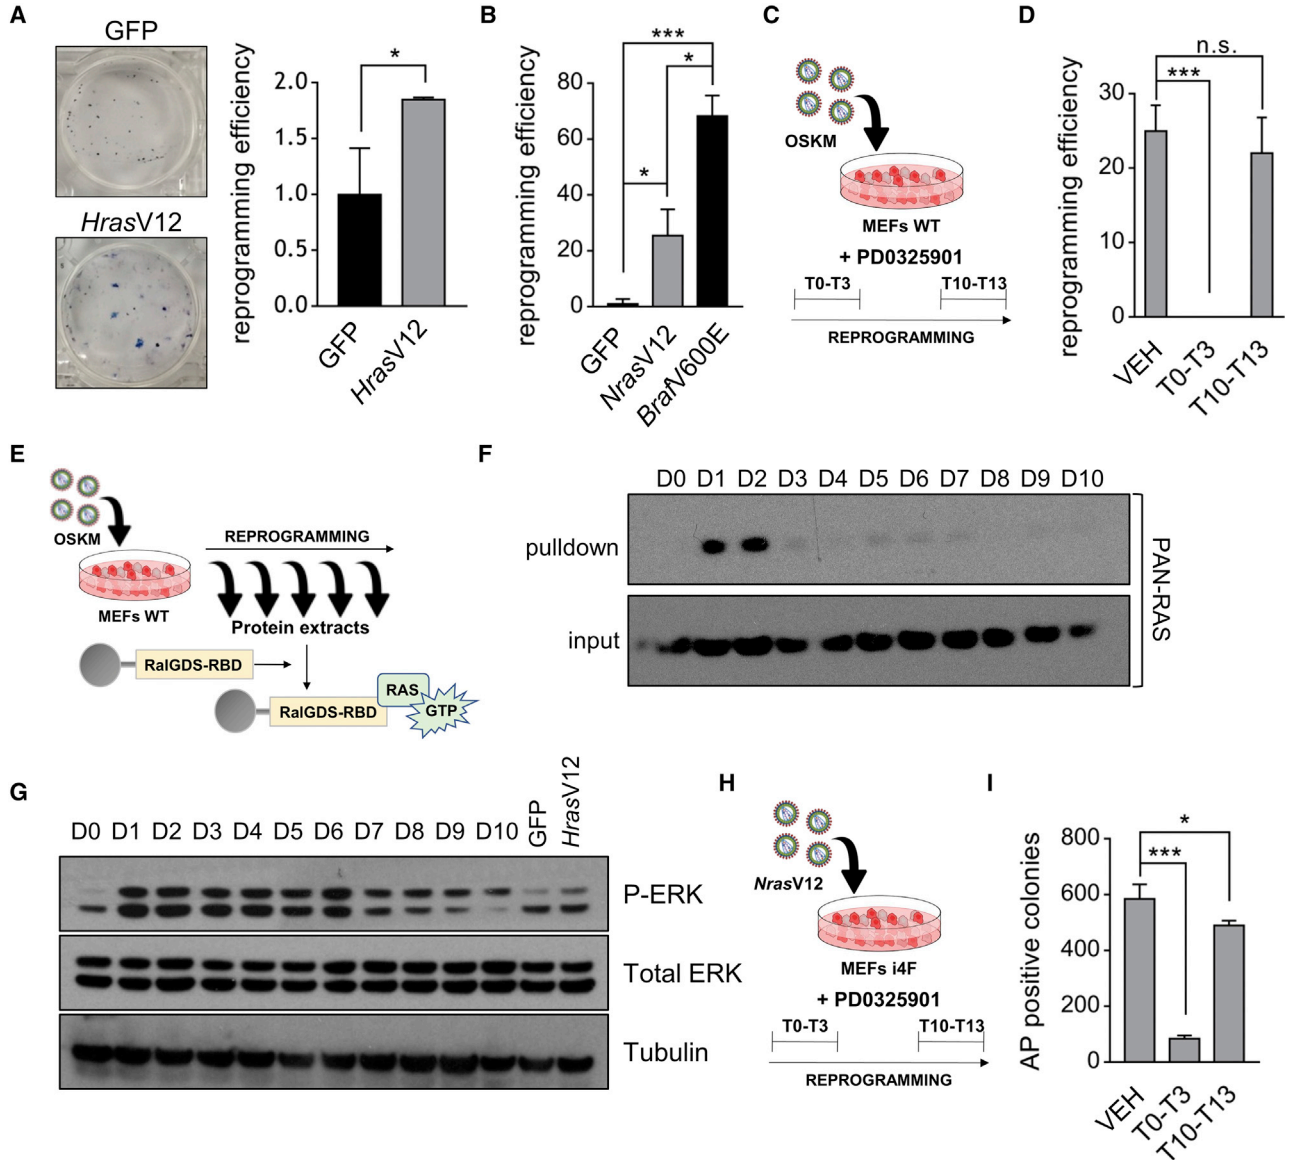 A
GFP
HrasV12
reprogramming efficiency
2.0
1.5
1.0
0.5
0.0
*
GFP
HrasV12
B
reprogramming efficiency
80
60
40
20
0
***
*
*
GFP
NrasV12
BrafV600E
C
OSKM
MEFs WT
+ PD0325901
T0-T3
T10-T13
REPROGRAMMING
D
reprogramming efficiency
30
20
10
0
n.s.
***
VEH
T0-T3
T10-T13
E
OSKM
REPROGRAMMING
MEFs WT
Protein extracts
RalGDS-RBD
RalGDS-RBD
RAS
GTP
F
D0 D1 D2 D3 D4 D5 D6 D7 D8 D9 D10
pulldown
input
PAN-RAS
G
D0 D1 D2 D3 D4 D5 D6 D7 D8 D9 D10 GFP HrasV12
P-ERK
Total ERK
Tubulin
H
NrasV12
MEFs i4F
+ PD0325901
T0-T3
T10-T13
REPROGRAMMING
I
AP positive colonies
800
600
400
200
0
*
***
VEH
T0-T3
T10-T13